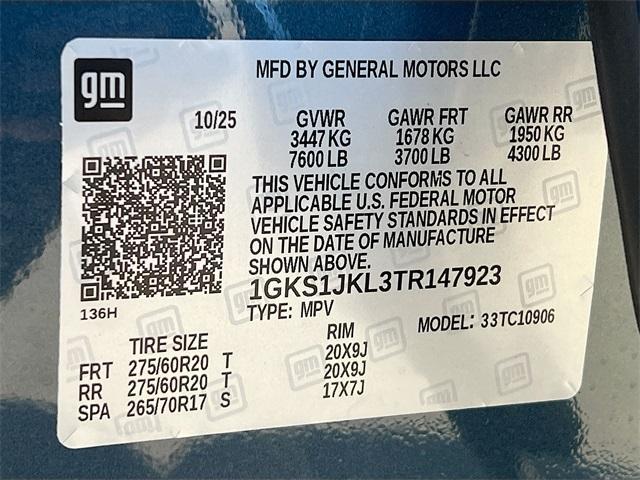 gm
MFD BY GENERAL MOTORS LLC
10/25
GVWR GAWR FRT GAWR RR
3447 KG 1678 KG 1950 KG
7600 LB 3700 LB 4300 LB
THIS VEHICLE CONFORMS TO ALL
APPLICABLE U.S. FEDERAL MOTOR
VEHICLE SAFETY STANDARDS IN EFFECT
ON THE DATE OF MANUFACTURE
SHOWN ABOVE.
1GKS1JKL3TR147923
136H
TYPE: MPV MODEL: 33TC10906
TIRE SIZE RIM
FRT 275/60R20 T 20X9J
RR 275/60R20 T 20X9J
SPA 265/70R17 S 17X7J